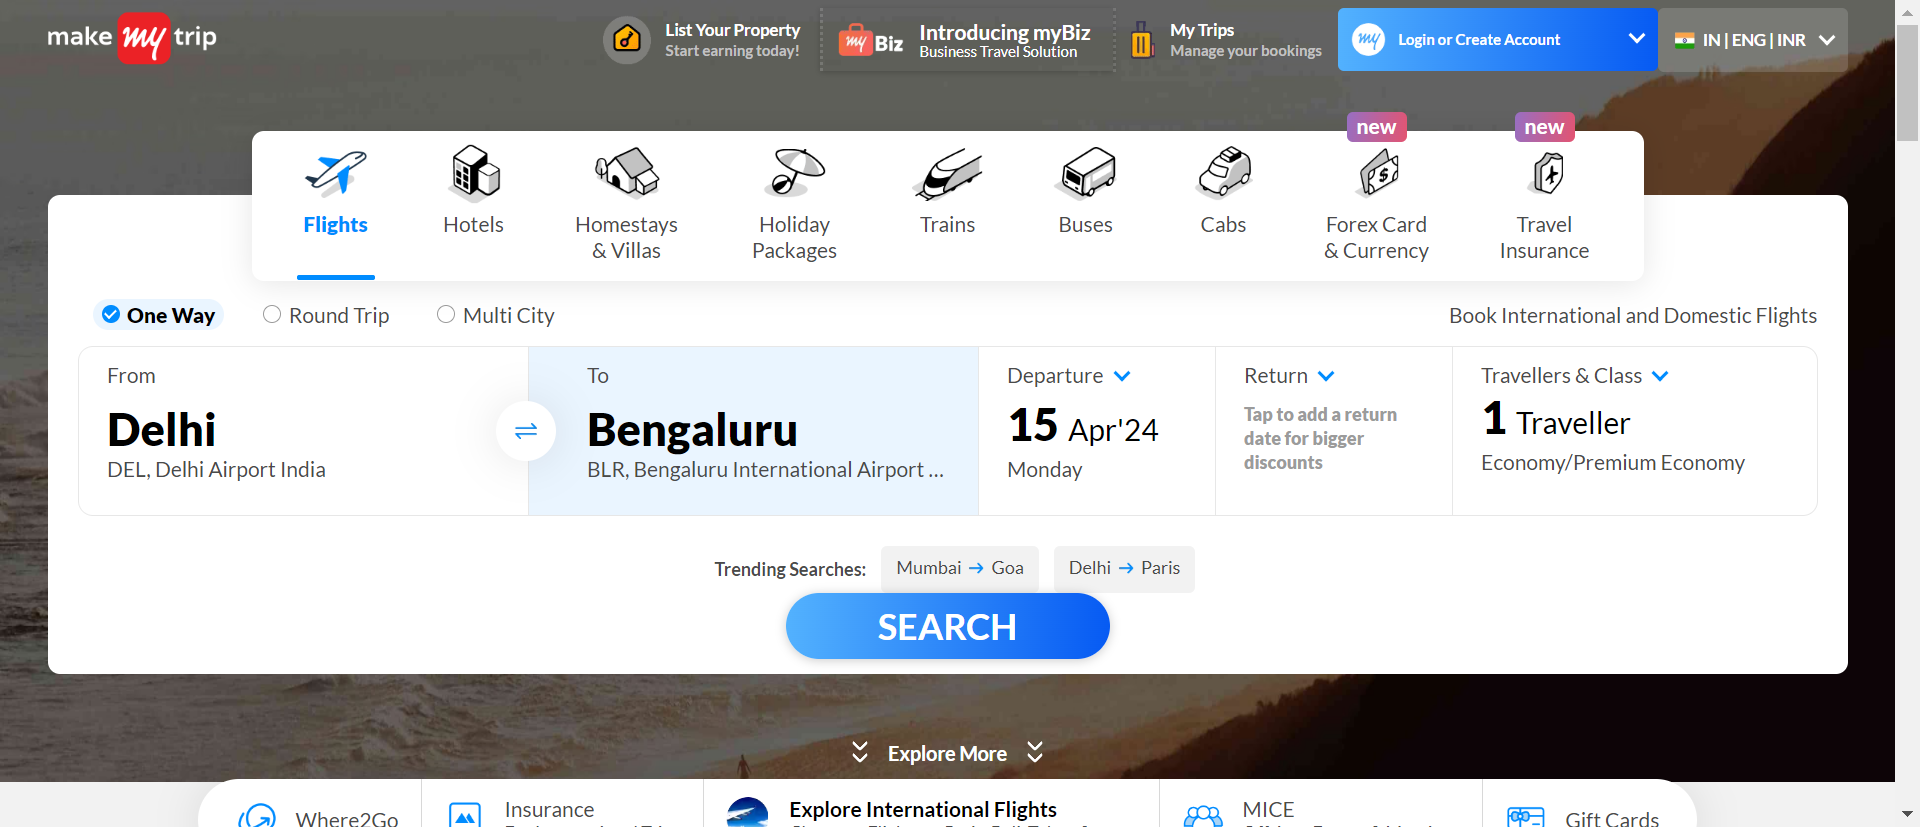 make my trip
List Your Property
Start earning today!
my Biz
Introducing myBiz
Business Travel Solution
My Trips
Manage your bookings
my
Login or Create Account
IN | ENG | INR
new
new
Flights
Hotels
Homestays
& Villas
Holiday
Packages
Trains
Buses
Cabs
Forex Card
& Currency
Travel
Insurance
One Way
Round Trip
Multi City
Book International and Domestic Flights
From
Delhi
DEL, Delhi Airport India
To
Bengaluru
BLR, Bengaluru International Airport ...
Departure
15 Apr'24
Monday
Return
Tap to add a return
date for bigger
discounts
Travellers & Class
1 Traveller
Economy/Premium Economy
Trending Searches:
Mumbai → Goa
Delhi → Paris
SEARCH
Explore More
Where2Go
Insurance
Explore International Flights
MICE
Gift Cards